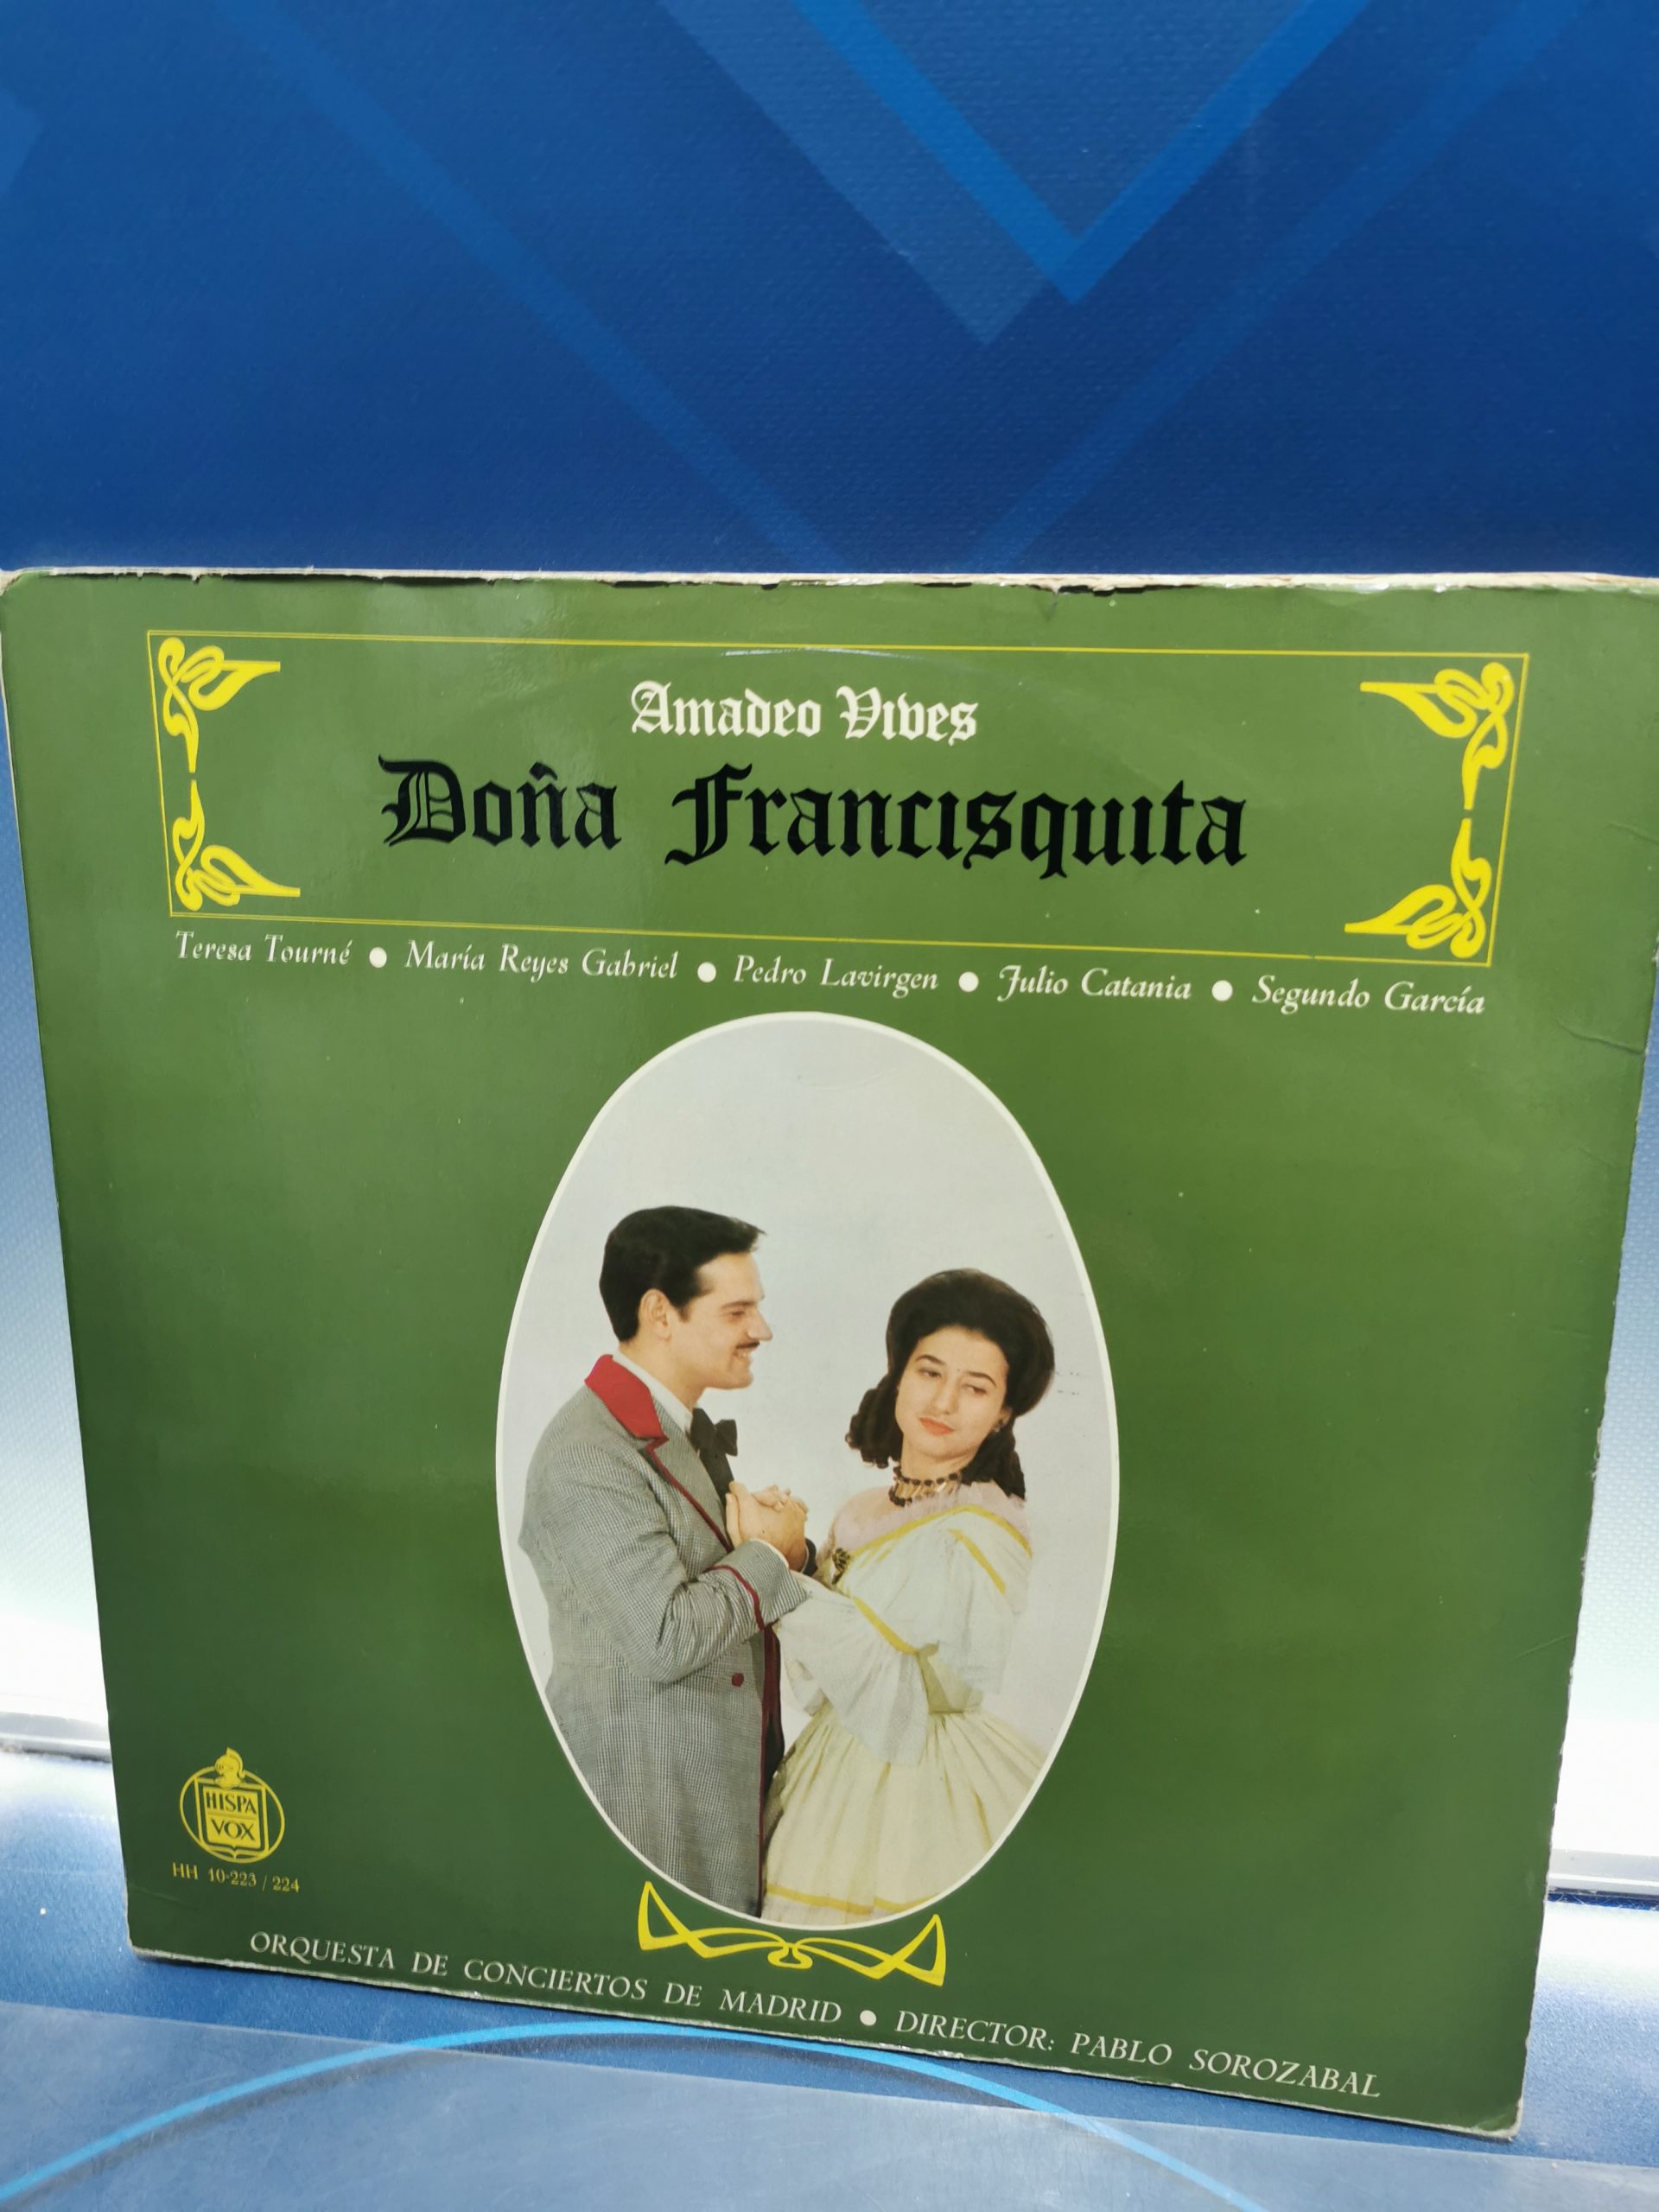 Amadeo Vives
Doña Francisquita
Teresa Tourné ● María Reyes Gabriel ● Pedro Lavirgen ● Julio Catania ● Segundo García
HISPA
VOX
HH 10-223 / 224
ORQUESTA DE CONCIERTOS DE MADRID ● DIRECTOR: PABLO SOROZABAL